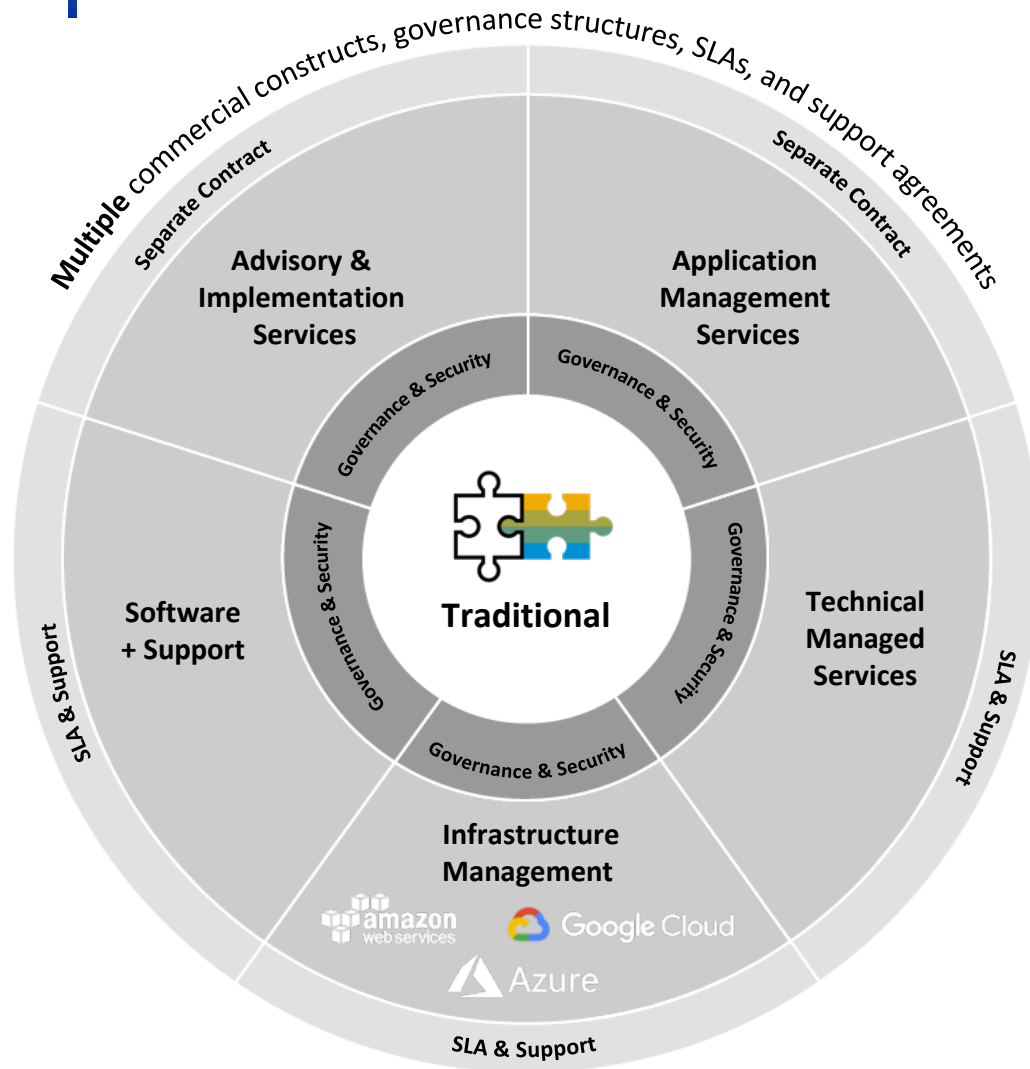 Multiple commercial constructs, governance structures, SLAs, and support agreements
Separate Contract
Separate Contract
Advisory &
Implementation
Services
Application
Management
Services
Governance & Security
Governance & Security
Traditional
Software
+ Support
Governance & Security
Governance & Security
Technical
Managed
Services
SLA & Support
SLA & Support
Governance & Security
Infrastructure
Management
amazon
web services
Google Cloud
Azure
SLA & Support